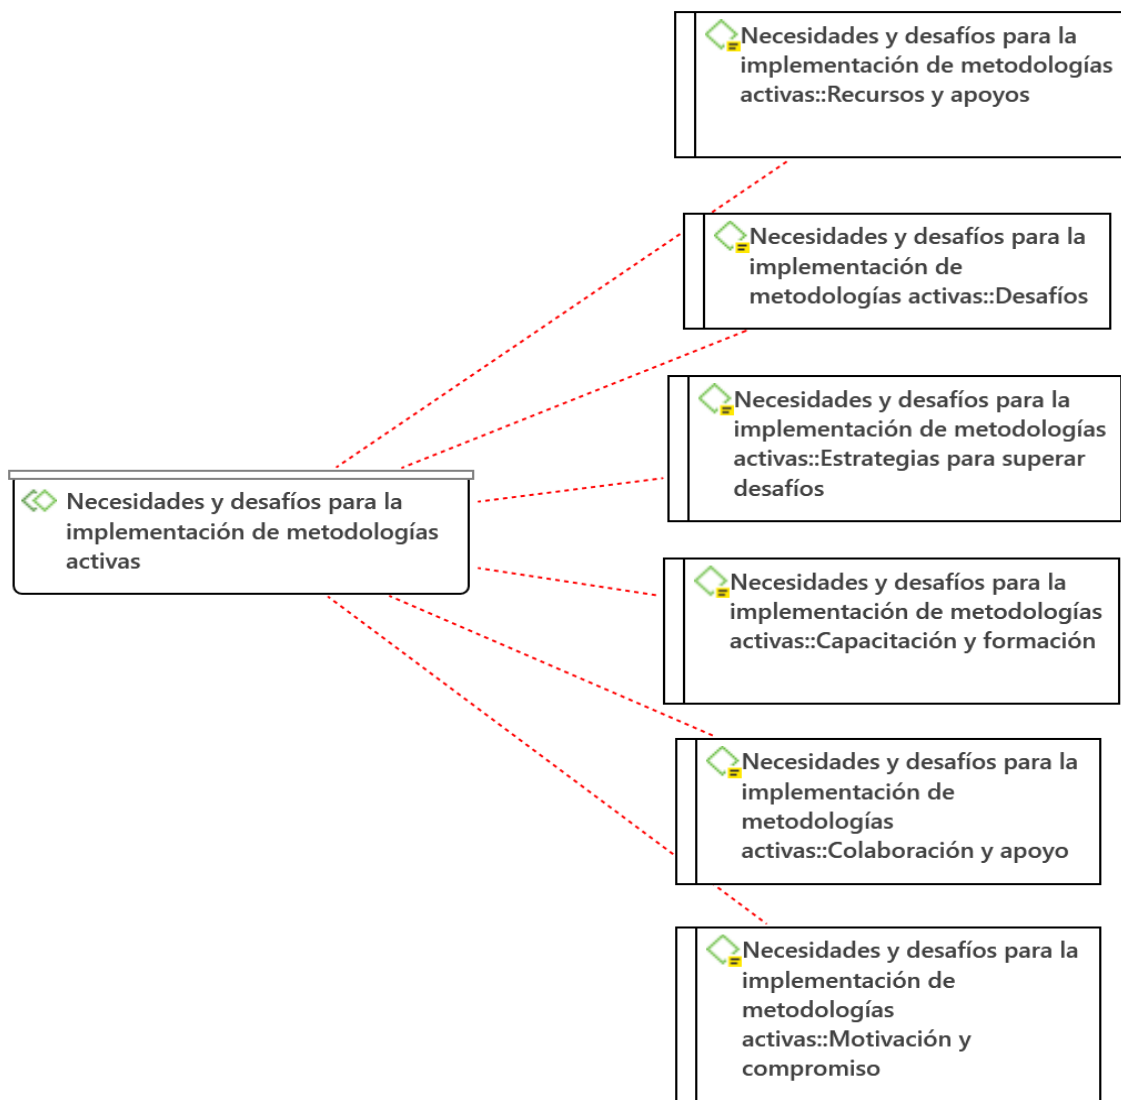 Necesidades y desafíos para la
implementación de metodologías
activas::Recursos y apoyos
Necesidades y desafíos para la
implementación de
metodologías activas::Desafíos
Necesidades y desafíos para la
implementación de metodologías
activas::Estrategias para superar
desafíos
Necesidades y desafíos para la
implementación de metodologías
activas
Necesidades y desafíos para la
implementación de metodologías
activas::Capacitación y formación
Necesidades y desafíos para la
implementación de
metodologías
activas::Colaboración y apoyo
Necesidades y desafíos para la
implementación de
metodologías
activas::Motivación y
compromiso